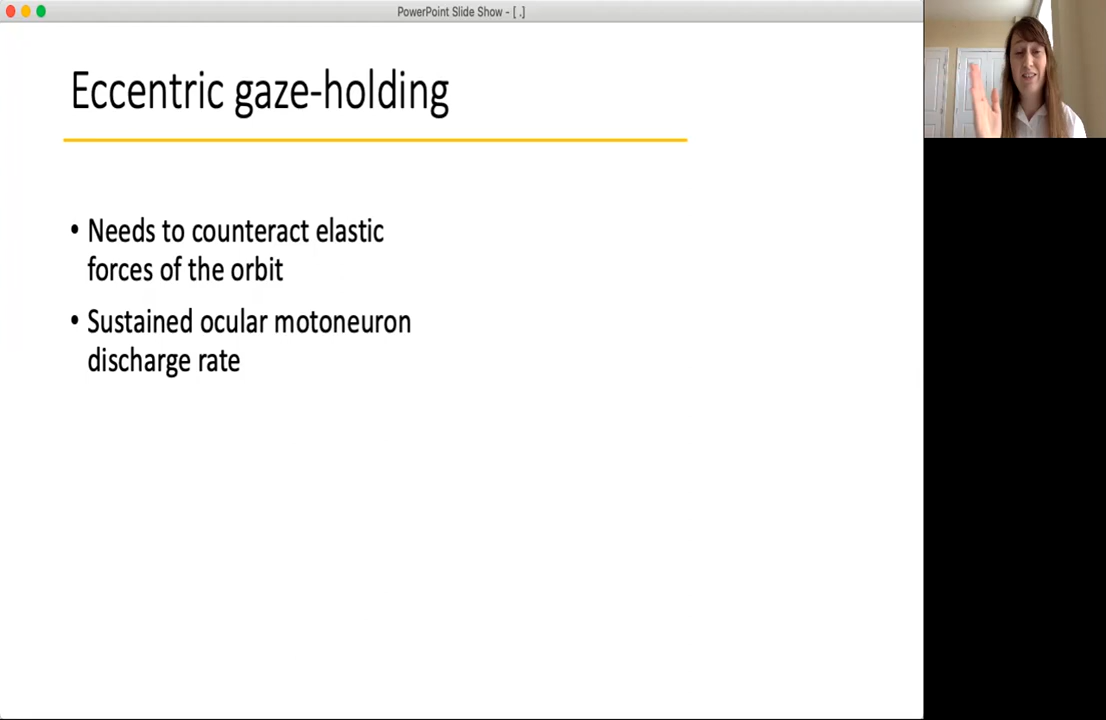 PowerPoint Slide Show - [ .]
Eccentric gaze-holding
• Needs to counteract elastic
forces of the orbit
• Sustained ocular motoneuron
discharge rate